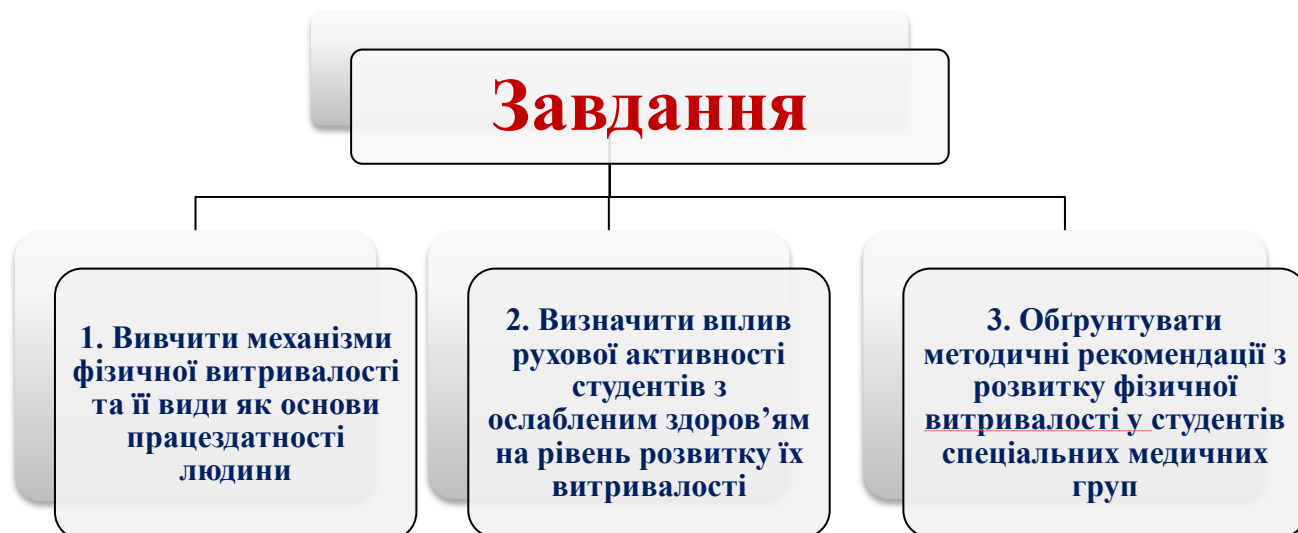 Завдання
1. Вивчити механізми
фізичної витривалості
та її види як основи
працездатності
людини
2. Визначити вплив
рухової активності
студентів з
ослабленим здоров’ям
на рівень розвитку їх
витривалості
3. Обґрунтувати
методичні рекомендації з
розвитку фізичної
витривалості у студентів
спеціальних медичних
груп